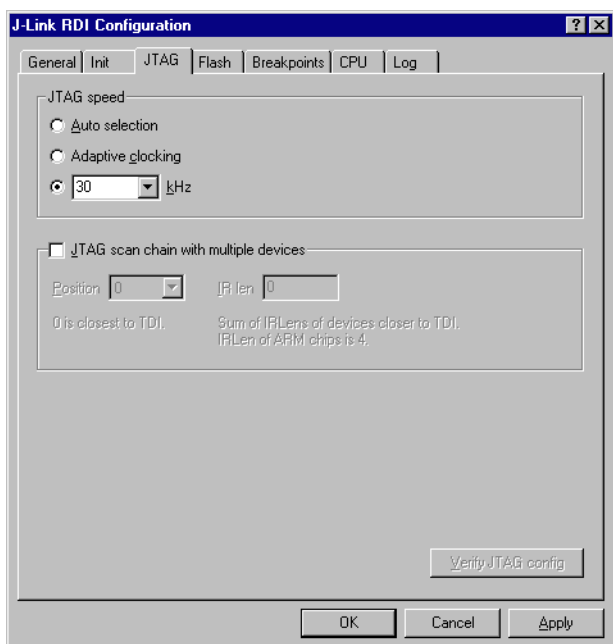 J-Link RDI Configuration
General Init JTAG Flash Breakpoints CPU Log
JTAG speed
Auto selection
Adaptive clocking
30 kHz
JTAG scan chain with multiple devices
Position 0 IR len 0
0 is closest to TDI. Sum of IRLens of devices closer to TDI.
IRLen of ARM chips is 4.
Verify JTAG config
OK Cancel Apply